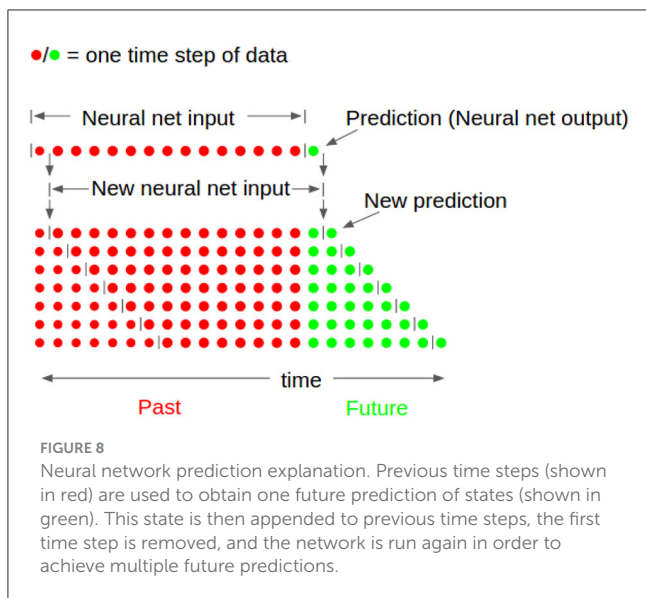 ●/● = one time step of data
Neural net input
Prediction (Neural net output)
New neural net input
New prediction
time
Past
Future
FIGURE 8
Neural network prediction explanation. Previous time steps (shown
in red) are used to obtain one future prediction of states (shown in
green). This state is then appended to previous time steps, the first
time step is removed, and the network is run again in order to
achieve multiple future predictions.